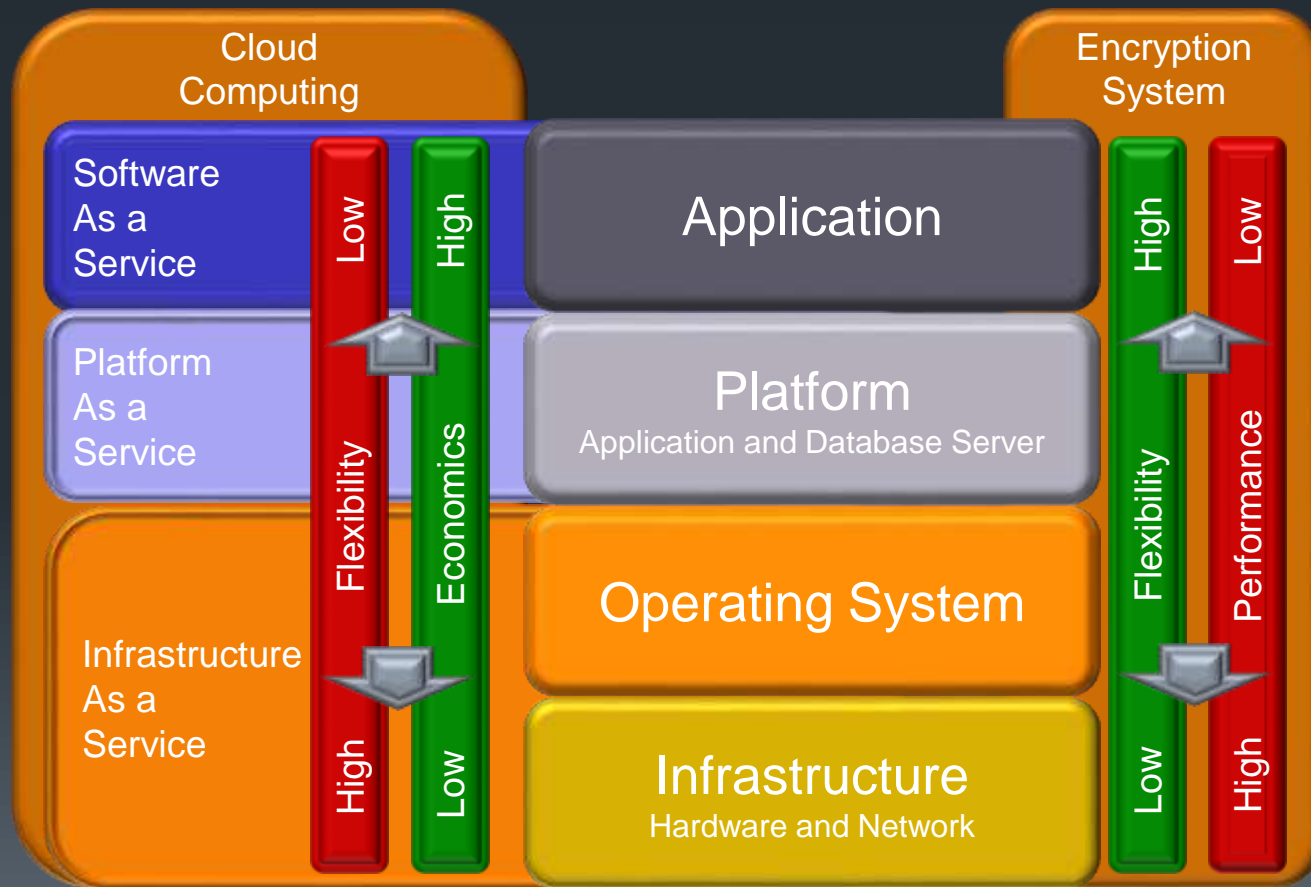 Cloud
Computing
Encryption
System
Software
As a
Service
Low
High
Application
High
Low
Platform
As a
Service
Platform
Application and Database Server
Flexibility
Economics
Flexibility
Performance
Operating System
Infrastructure
As a
Service
High
Low
Infrastructure
Hardware and Network
Low
High